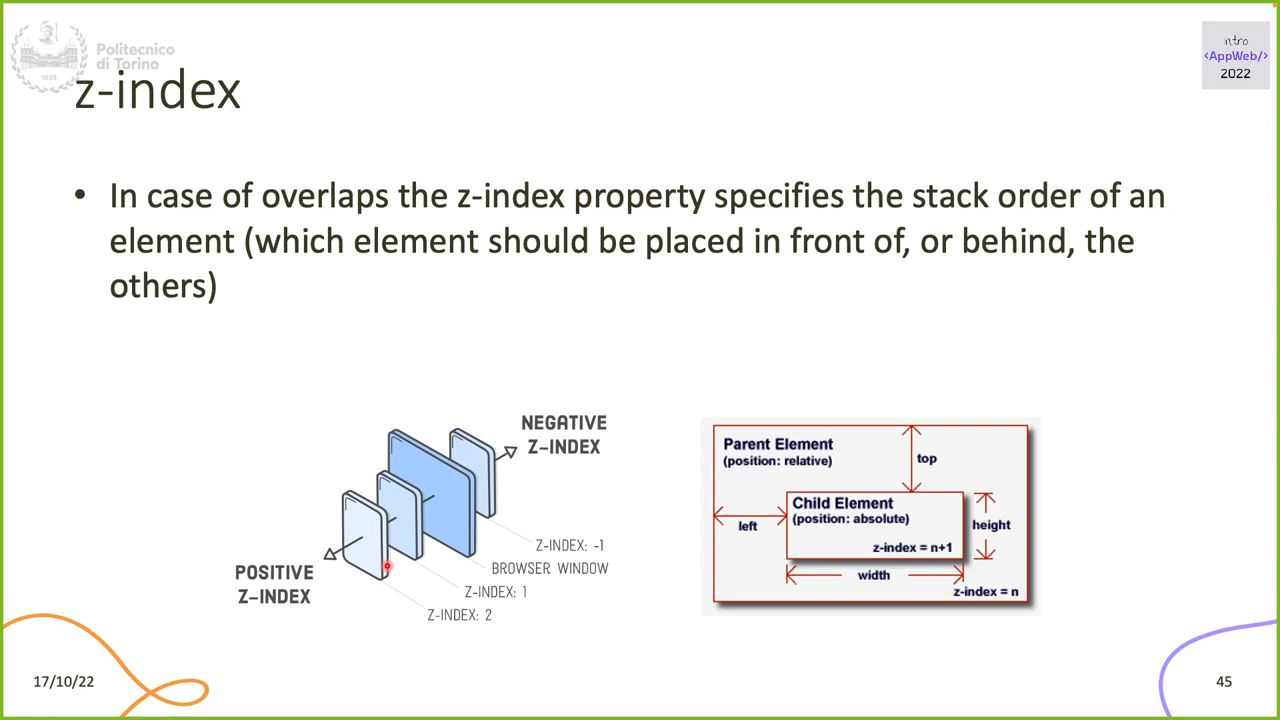 Politecnico
di Torino
1859
intro
<AppWeb/>
2022
z-index
• In case of overlaps the z-index property specifies the stack order of an
element (which element should be placed in front of, or behind, the
others)
NEGATIVE
Z-INDEX
Z-INDEX: -1
BROWSER WINDOW
Z-INDEX: 1
Z-INDEX: 2
POSITIVE
Z-INDEX
Parent Element
(position: relative)
top
Child Element
(position: absolute)
left
height
z-index = n+1
width
z-index = n
17/10/22
45